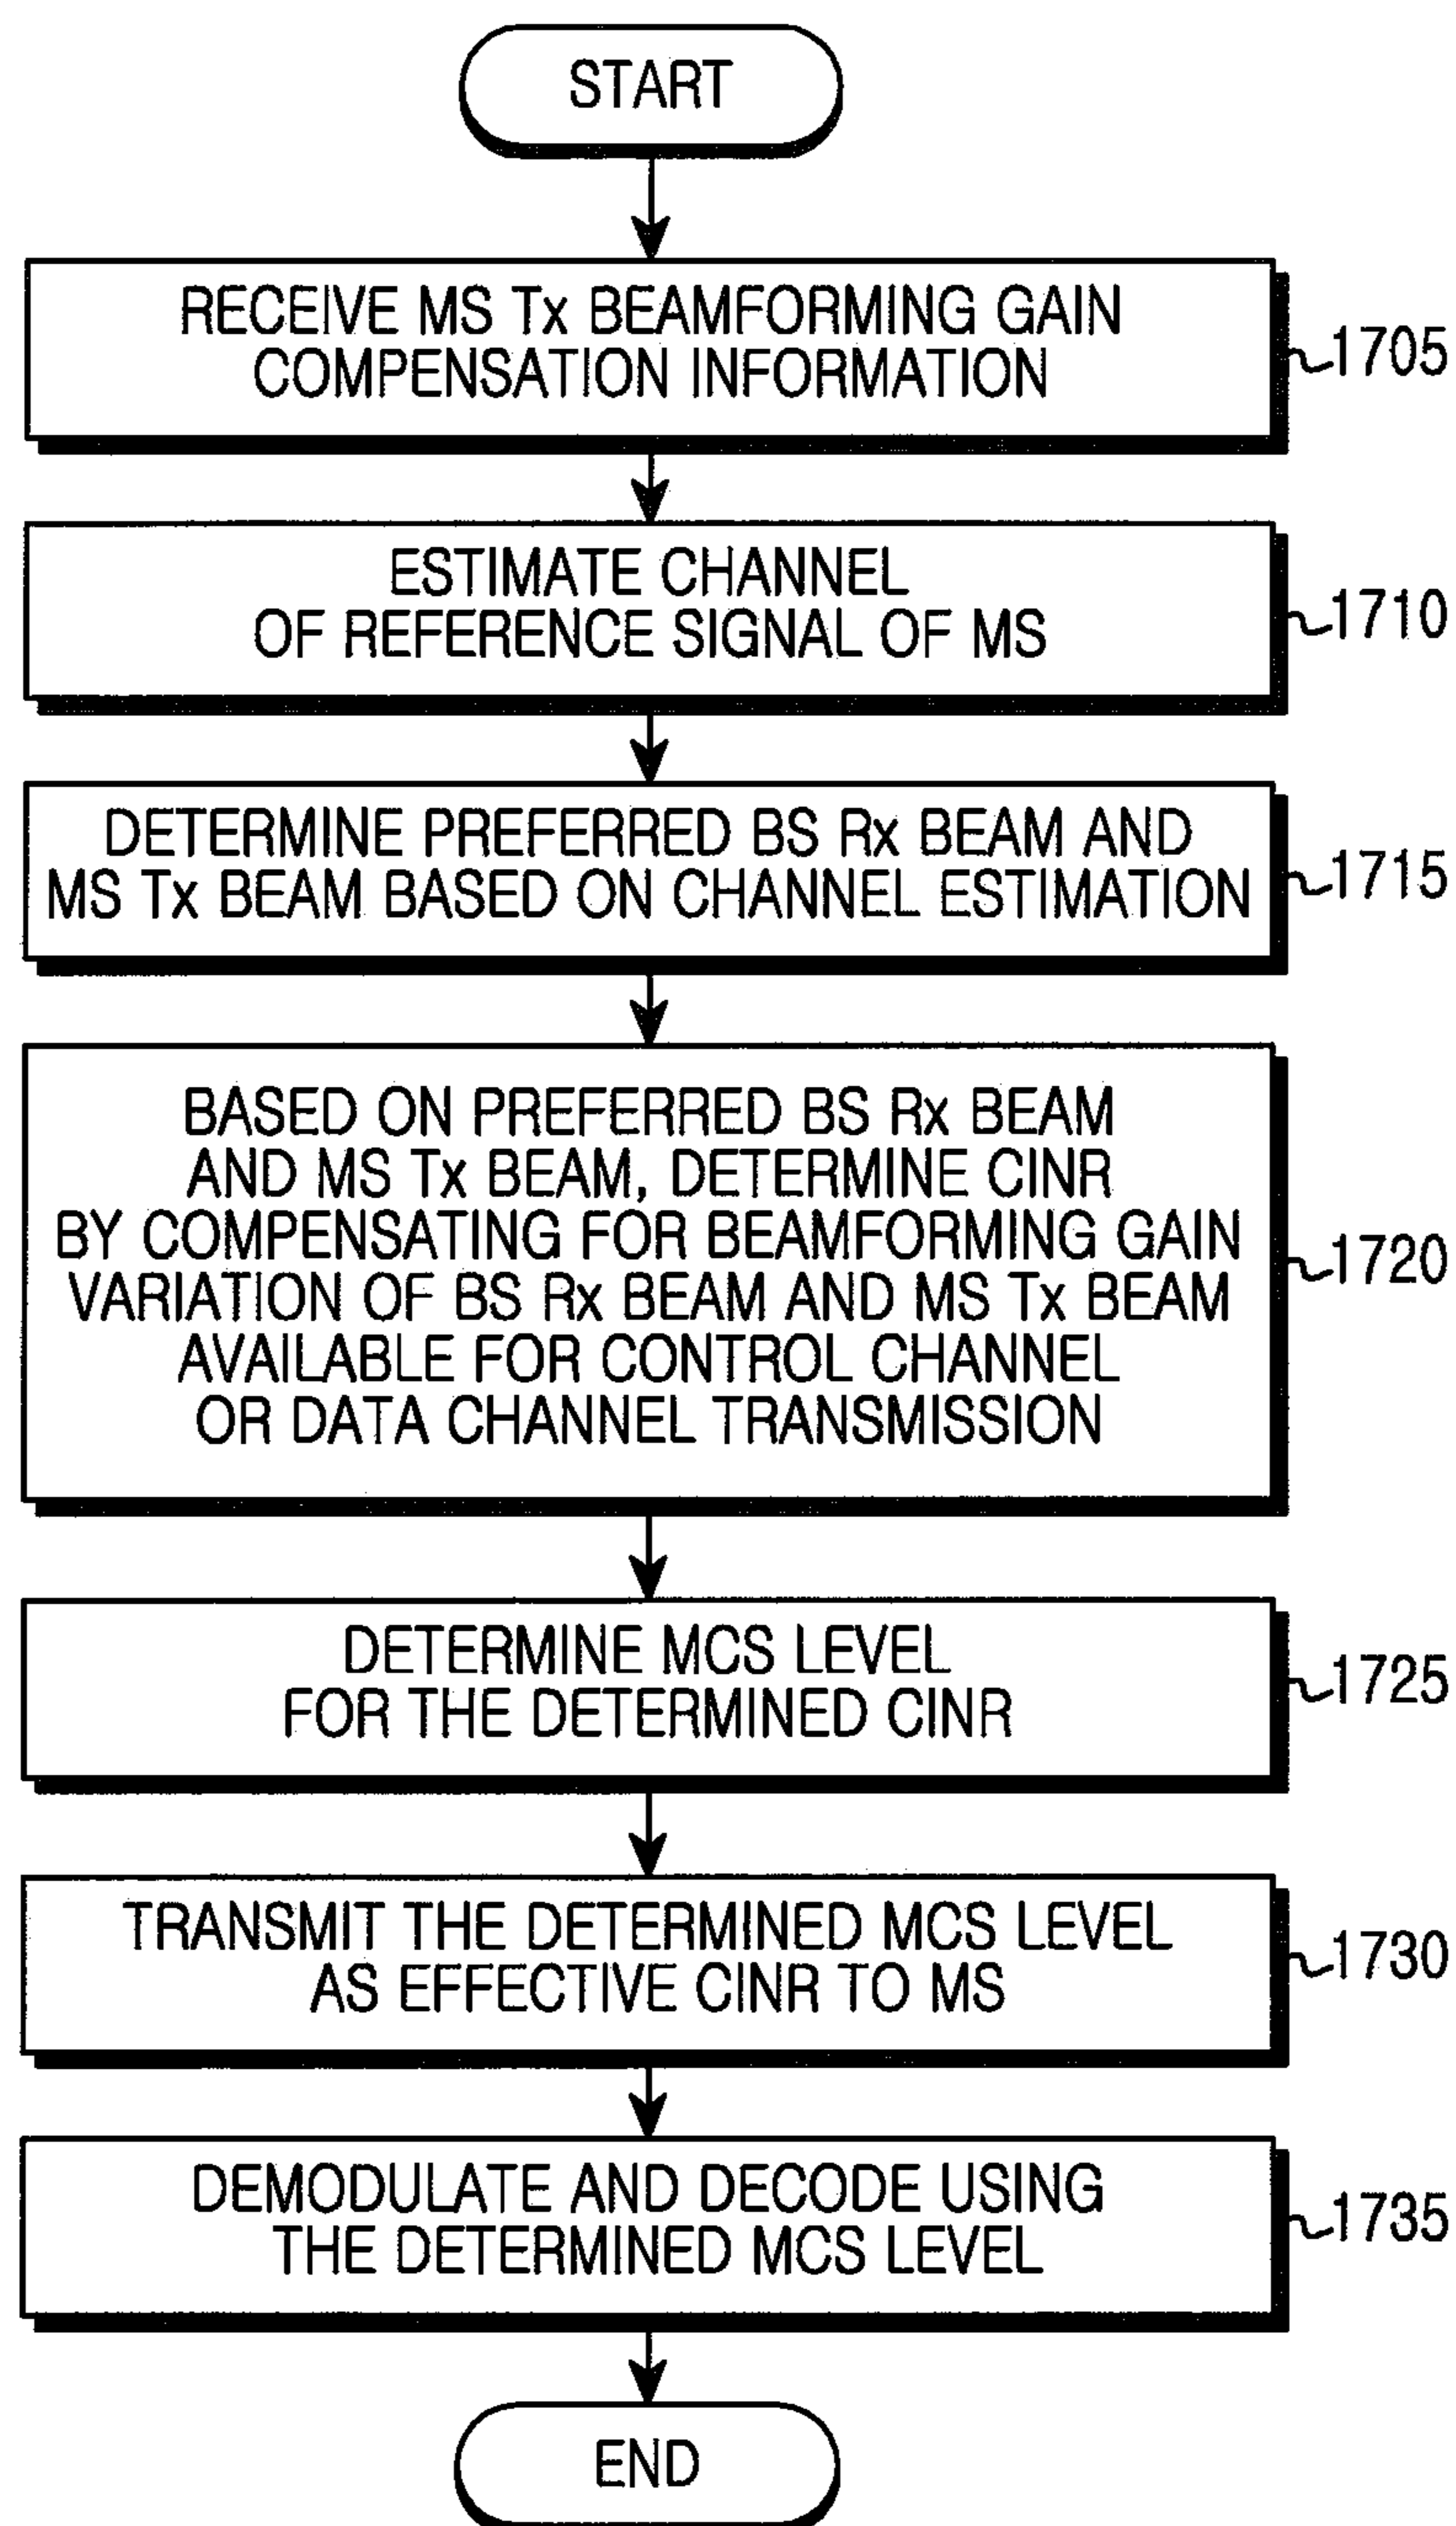 START
RECEIVE MS Tx BEAMFORMING GAIN
COMPENSATION INFORMATION
1705
ESTIMATE CHANNEL
OF REFERENCE SIGNAL OF MS
1710
DETERMINE PREFERRED BS Rx BEAM AND
MS Tx BEAM BASED ON CHANNEL ESTIMATION
1715
BASED ON PREFERRED BS Rx BEAM
AND MS Tx BEAM, DETERMINE CINR
BY COMPENSATING FOR BEAMFORMING GAIN
VARIATION OF BS Rx BEAM AND MS Tx BEAM
AVAILABLE FOR CONTROL CHANNEL
OR DATA CHANNEL TRANSMISSION
1720
DETERMINE MCS LEVEL
FOR THE DETERMINED CINR
1725
TRANSMIT THE DETERMINED MCS LEVEL
AS EFFECTIVE CINR TO MS
1730
DEMODULATE AND DECODE USING
THE DETERMINED MCS LEVEL
1735
END